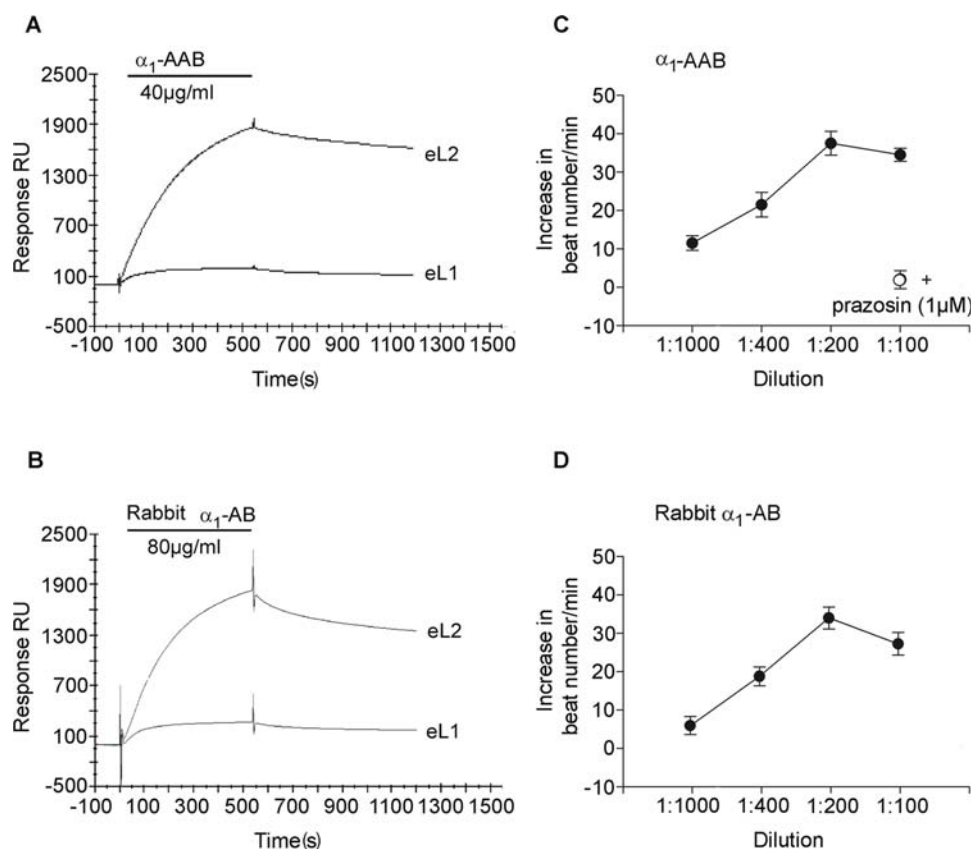 A
α1-AAB
40µg/ml
Response RU
2500
1900
1300
700
100
-500
eL2
eL1
-100 100 300 500 700 900 1100 1300 1500
Time(s)
C
α1-AAB
Increase in
beat number/min
50
40
30
20
10
0
-10
+
prazosin (1µM)
1:1000 1:400 1:200 1:100
Dilution
B
Rabbit α1-AB
80µg/ml
Response RU
2500
1900
1300
700
100
-500
eL2
eL1
-100 100 300 500 700 900 1100 1300 1500
Time(s)
D
Rabbit α1-AB
Increase in
beat number/min
50
40
30
20
10
0
-10
1:1000 1:400 1:200 1:100
Dilution